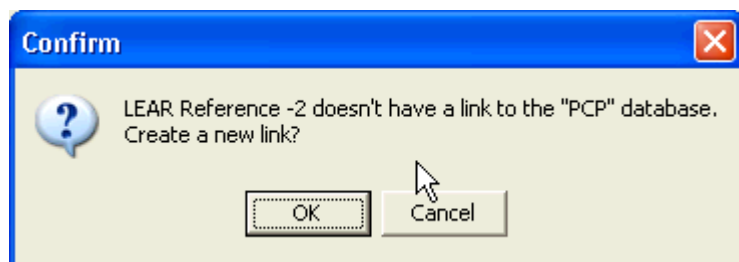 Confirm
LEAR Reference -2 doesn't have a link to the "PCP" database.
Create a new link?
OK
Cancel